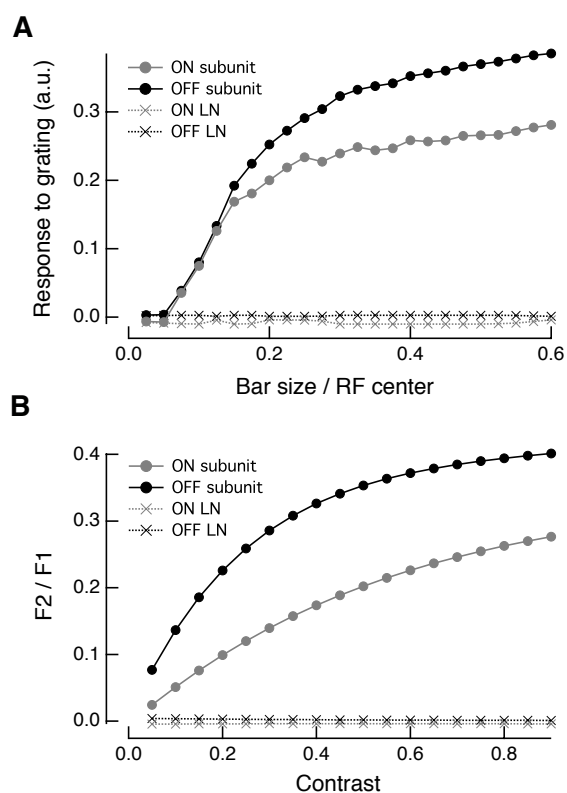 A
Response to grating (a.u.)
ON subunit
OFF subunit
ON LN
OFF LN
0.3
0.2
0.1
0.0
0.0 0.2 0.4 0.6
Bar size / RF center
B
F2 / F1
0.4
ON subunit
OFF subunit
ON LN
OFF LN
0.3
0.2
0.1
0.0
0.0 0.2 0.4 0.6 0.8
Contrast